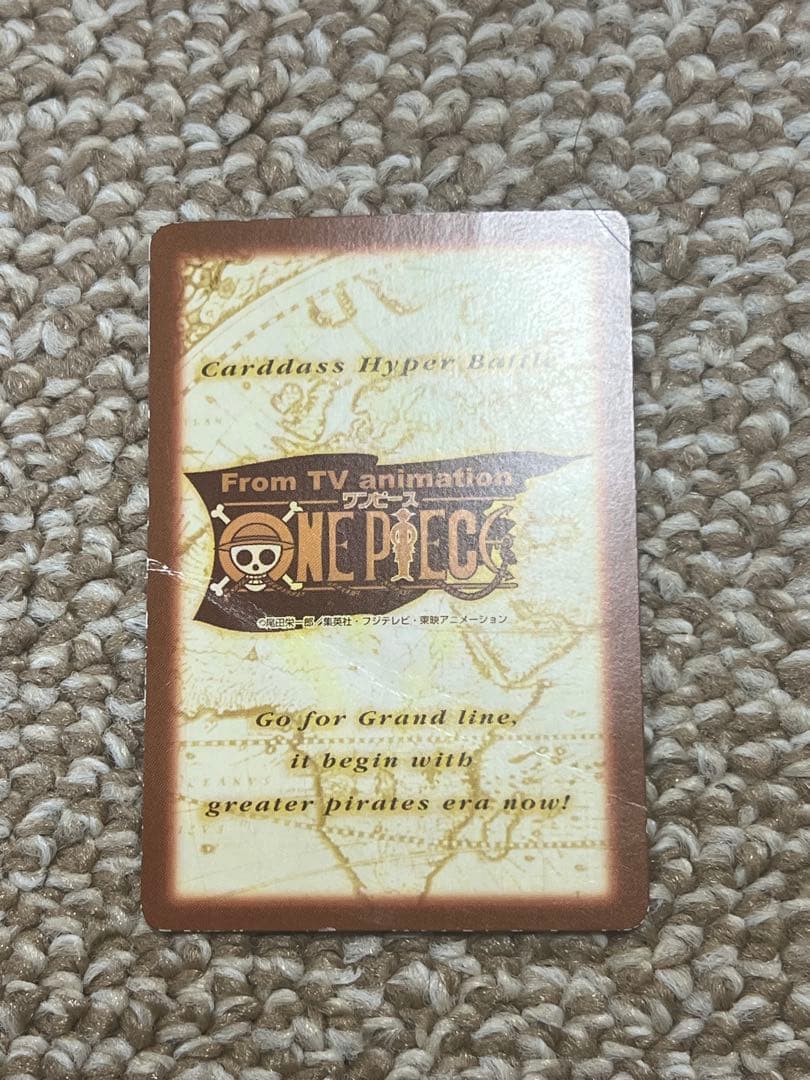 Carddass Hyper Battle
From TV animation
ワンピース
ONE PIECE
©尾田栄一郎／集英社・フジテレビ・東映アニメーション
Go for Grand line,
it begin with
greater pirates era now!